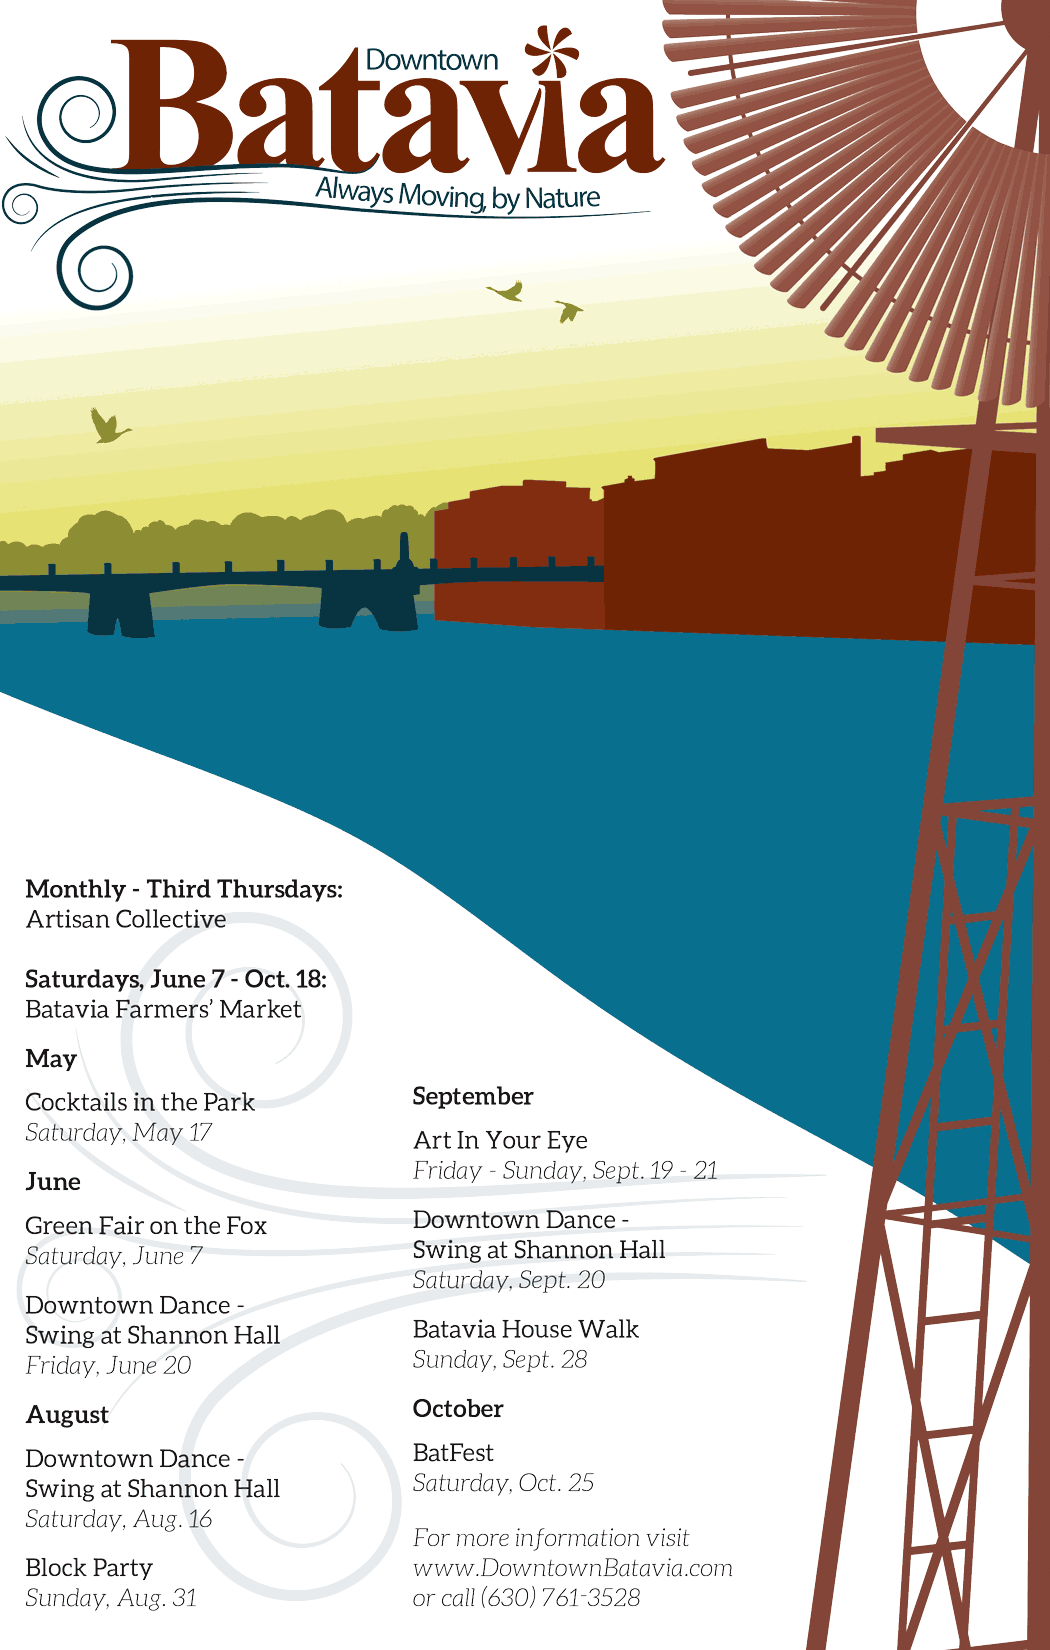 Downtown
Batavia
Always Moving, by Nature
Monthly - Third Thursdays:
Artisan Collective
Saturdays, June 7 - Oct. 18:
Batavia Farmers’ Market
May
Cocktails in the Park
Saturday, May 17
June
Green Fair on the Fox
Saturday, June 7
Downtown Dance -
Swing at Shannon Hall
Friday, June 20
August
Downtown Dance -
Swing at Shannon Hall
Saturday, Aug. 16
Block Party
Sunday, Aug. 31
September
Art In Your Eye
Friday - Sunday, Sept. 19 - 21
Downtown Dance -
Swing at Shannon Hall
Saturday, Sept. 20
Batavia House Walk
Sunday, Sept. 28
October
BatFest
Saturday, Oct. 25
For more information visit
www.DowntownBatavia.com
or call (630) 761-3528